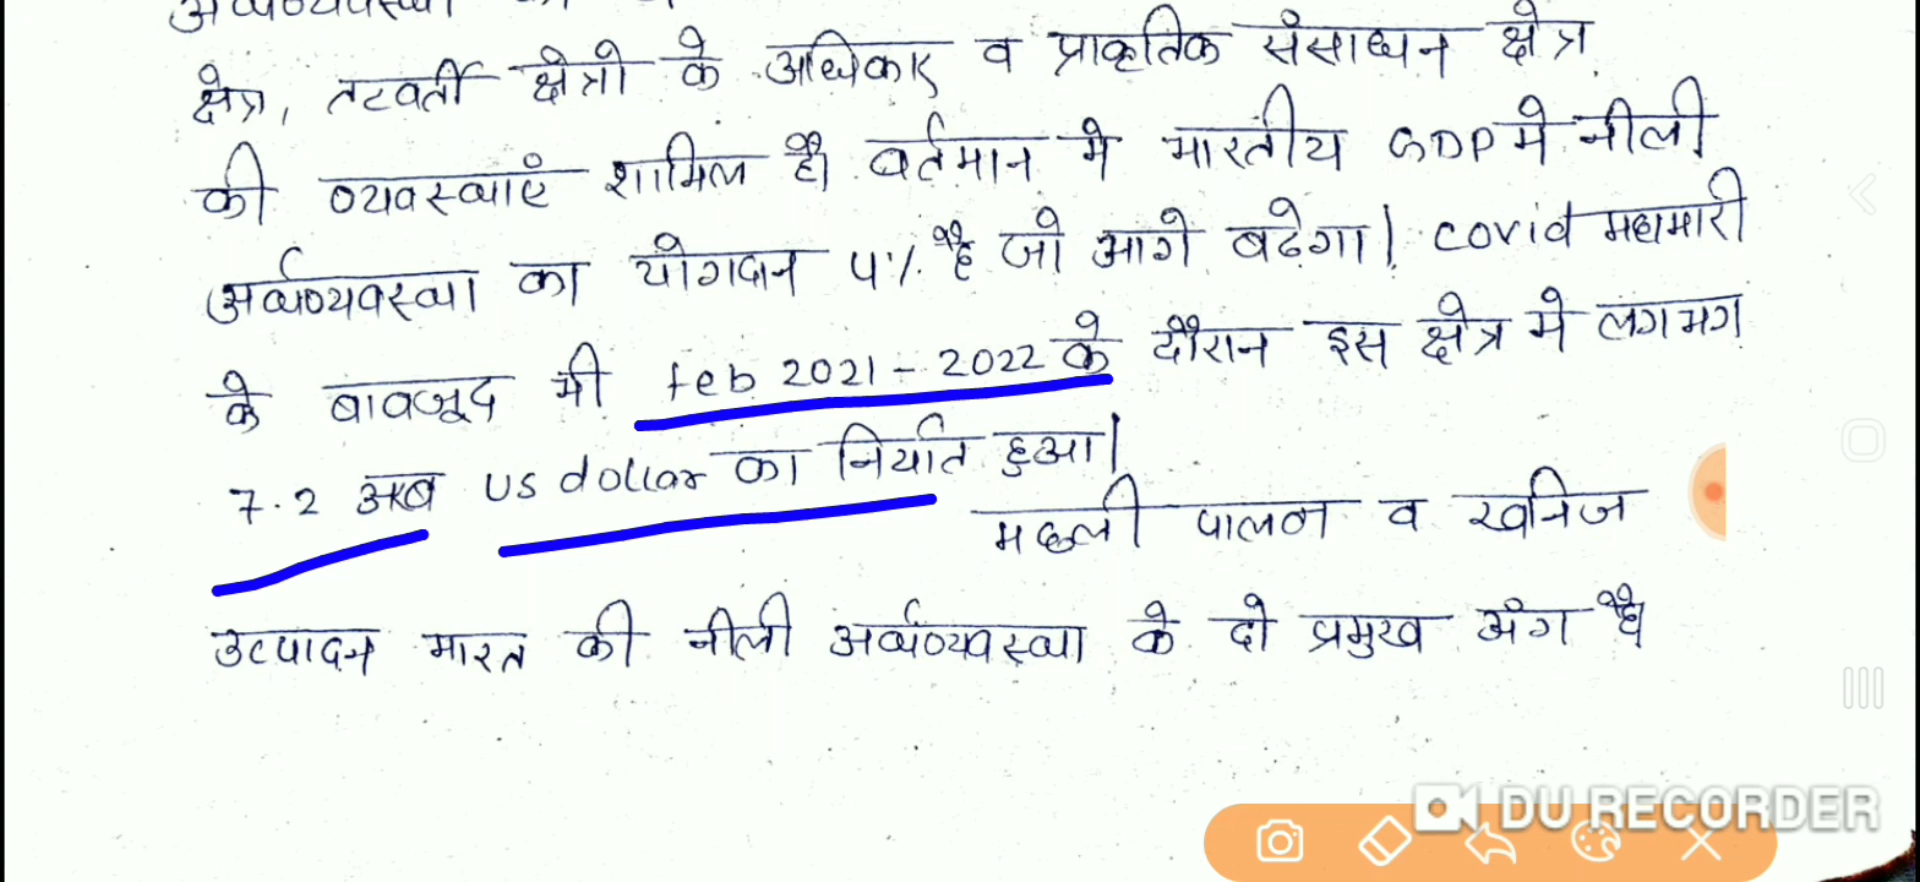 क्षेत्र, तटवर्ती क्षेत्रो के अधिकार व प्राकृतिक संसाधन क्षेत्र
की व्यवस्थाएं शामिल है। वर्तमान मे भारतीय GDP मे नीली
अर्थव्यवस्था का योगदान 4% है जो आगे बढेगा। covid महामारी
के बावजूद भी feb 2021 - 2022 के दौरान इस क्षेत्र मे लगभग
7.2 अरब US dollar का निर्यात हुआ।
मछली पालन व खनिज
उत्पादन भारत की नीली अर्थव्यवस्था के दो प्रमुख अंग है
DU RECORDER